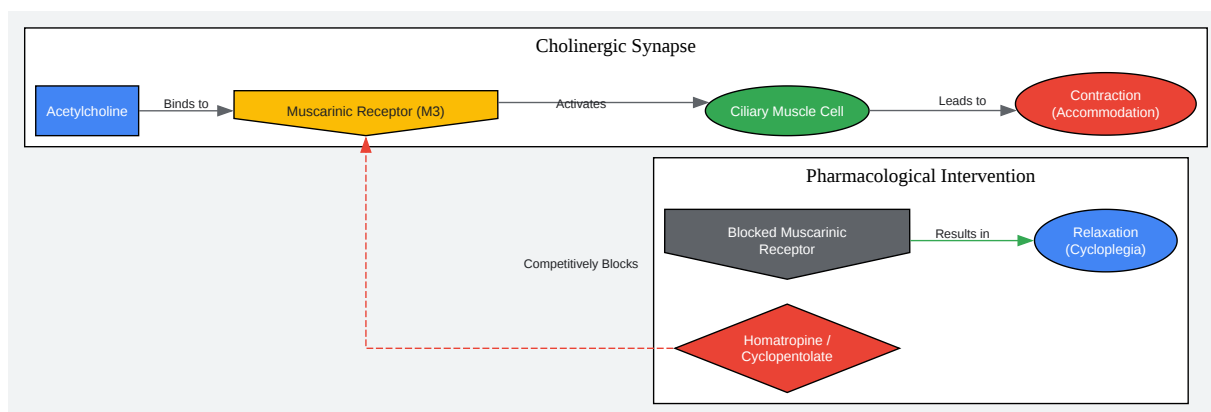 Cholinergic Synapse
Acetylcholine
Binds to
Muscarinic Receptor (M3)
Activates
Ciliary Muscle Cell
Leads to
Contraction
(Accommodation)
Pharmacological Intervention
Blocked Muscarinic
Receptor
Results in
Relaxation
(Cycloplegia)
Competitively Blocks
Homatropine /
Cyclopentolate